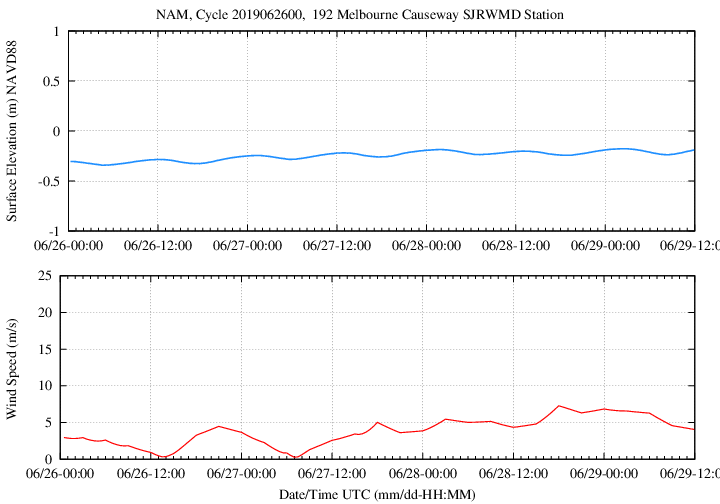 NAM, Cycle 2019062600,  192 Melbourne Causeway SJRWMD Station
Surface Elevation (m) NAVD88
1
0.5
0
-0.5
-1
06/26-00:00 06/26-12:00 06/27-00:00 06/27-12:00 06/28-00:00 06/28-12:00 06/29-00:00 06/29-12:0
Wind Speed (m/s)
25
20
15
10
5
0
06/26-00:00 06/26-12:00 06/27-00:00 06/27-12:00 06/28-00:00 06/28-12:00 06/29-00:00 06/29-12:0
Date/Time UTC (mm/dd-HH:MM)